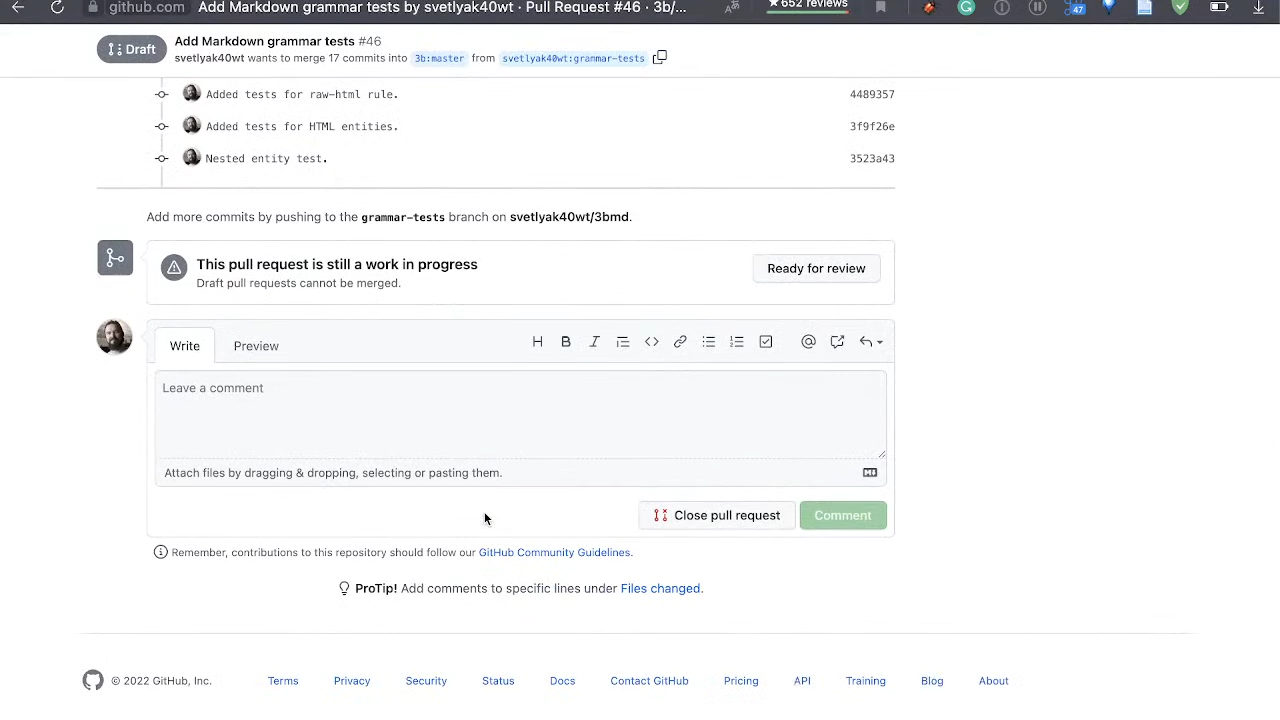 github.com
Add Markdown grammar tests by svetlyak40wt · Pull Request #46 · 3b/...
★652 reviews
47
Draft
Add Markdown grammar tests #46
svetlyak40wt wants to merge 17 commits into 3b:master from svetlyak40wt:grammar-tests
Added tests for raw-html rule. 4489357
Added tests for HTML entities. 3f9f26e
Nested entity test. 3523a43
Add more commits by pushing to the grammar-tests branch on svetlyak40wt/3bmd.
This pull request is still a work in progress
Draft pull requests cannot be merged.
Ready for review
Write Preview
Leave a comment
Attach files by dragging & dropping, selecting or pasting them.
Close pull request Comment
Remember, contributions to this repository should follow our GitHub Community Guidelines.
ProTip! Add comments to specific lines under Files changed.
© 2022 GitHub, Inc. Terms Privacy Security Status Docs Contact GitHub Pricing API Training Blog About